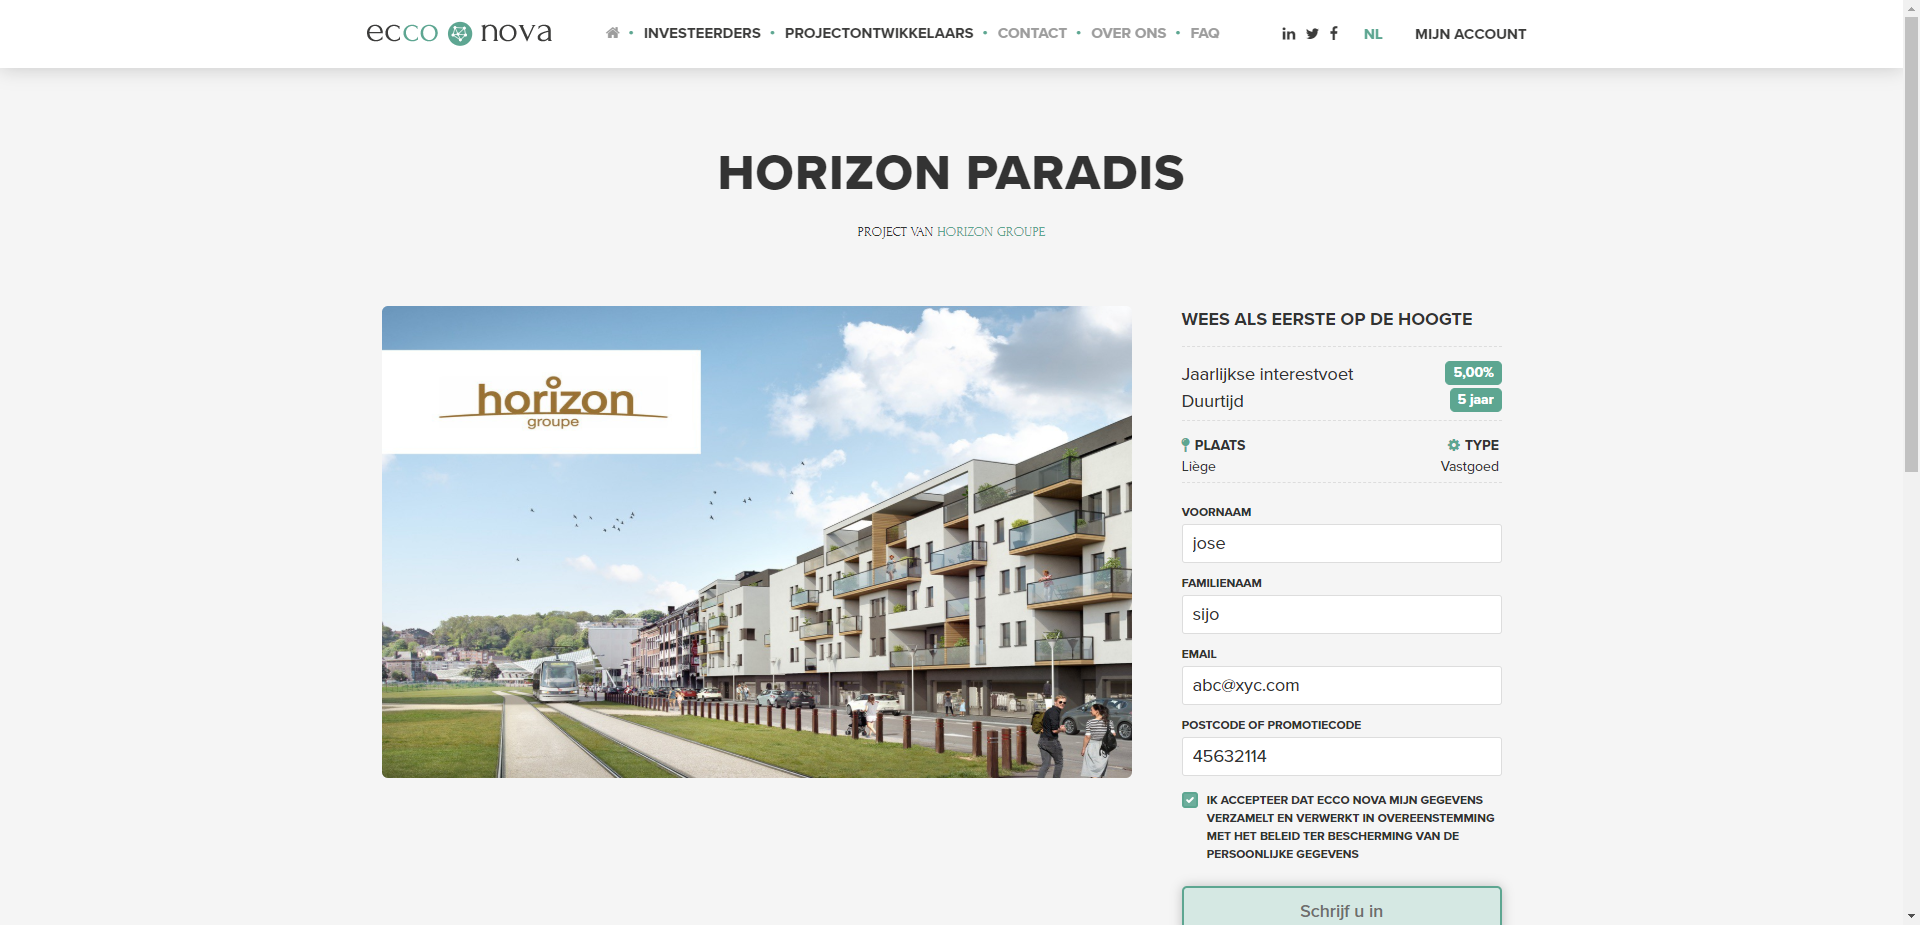 ecco nova
INVESTEERDERS • PROJECTONTWIKKELAARS • CONTACT • OVER ONS • FAQ
NL
MIJN ACCOUNT
HORIZON PARADIS
PROJECT VAN HORIZON GROUPE
horizon
groupe
WEES ALS EERSTE OP DE HOOGTE
Jaarlijkse interestvoet 5,00%
Duurtijd 5 jaar
PLAATS
Liège
TYPE
Vastgoed
VOORNAAM
jose
FAMILIENAAM
sijo
EMAIL
abc@xyc.com
POSTCODE OF PROMOTIECODE
45632114
IK ACCEPTEER DAT ECCO NOVA MIJN GEGEVENS
VERZAMELT EN VERWERKT IN OVEREENSTEMMING
MET HET BELEID TER BESCHERMING VAN DE
PERSOONLIJKE GEGEVENS
Schrijf u in